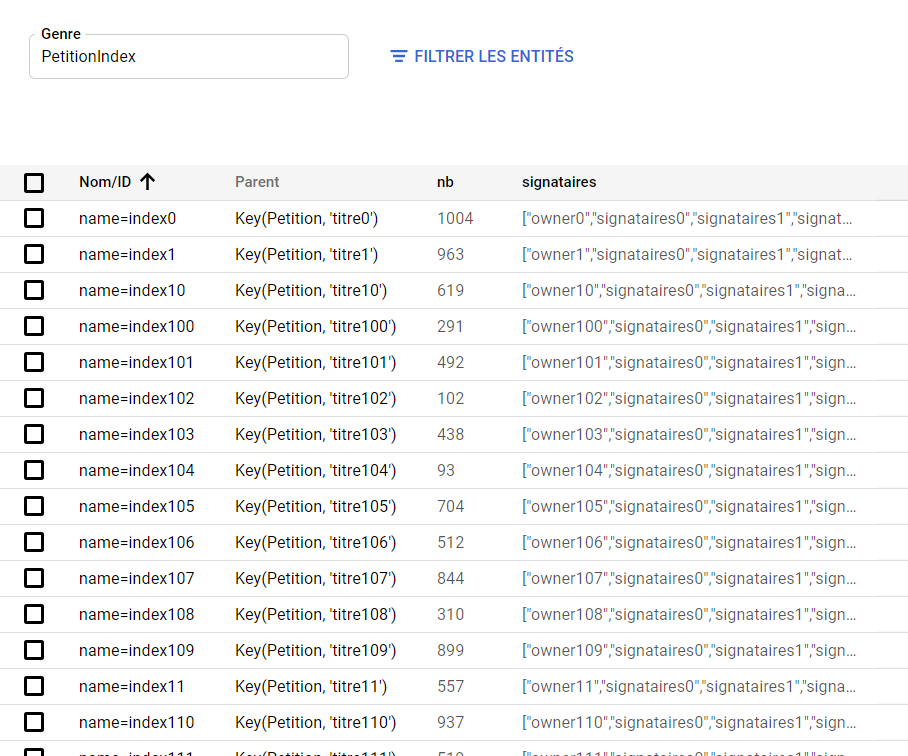 Genre
PetitionIndex
FILTRER LES ENTITÉS
Nom/ID Parent nb signataires
name=index0 Key(Petition, 'titre0') 1004 ["owner0","signataires0","signataires1","signat...
name=index1 Key(Petition, 'titre1') 963 ["owner1","signataires0","signataires1","signat...
name=index10 Key(Petition, 'titre10') 619 ["owner10","signataires0","signataires1","signa...
name=index100 Key(Petition, 'titre100') 291 ["owner100","signataires0","signataires1","sign...
name=index101 Key(Petition, 'titre101') 492 ["owner101","signataires0","signataires1","sign...
name=index102 Key(Petition, 'titre102') 102 ["owner102","signataires0","signataires1","sign...
name=index103 Key(Petition, 'titre103') 438 ["owner103","signataires0","signataires1","sign...
name=index104 Key(Petition, 'titre104') 93 ["owner104","signataires0","signataires1","sign...
name=index105 Key(Petition, 'titre105') 704 ["owner105","signataires0","signataires1","sign...
name=index106 Key(Petition, 'titre106') 512 ["owner106","signataires0","signataires1","sign...
name=index107 Key(Petition, 'titre107') 844 ["owner107","signataires0","signataires1","sign...
name=index108 Key(Petition, 'titre108') 310 ["owner108","signataires0","signataires1","sign...
name=index109 Key(Petition, 'titre109') 899 ["owner109","signataires0","signataires1","sign...
name=index11 Key(Petition, 'titre11') 557 ["owner11","signataires0","signataires1","signa...
name=index110 Key(Petition, 'titre110') 937 ["owner110","signataires0","signataires1","sign...